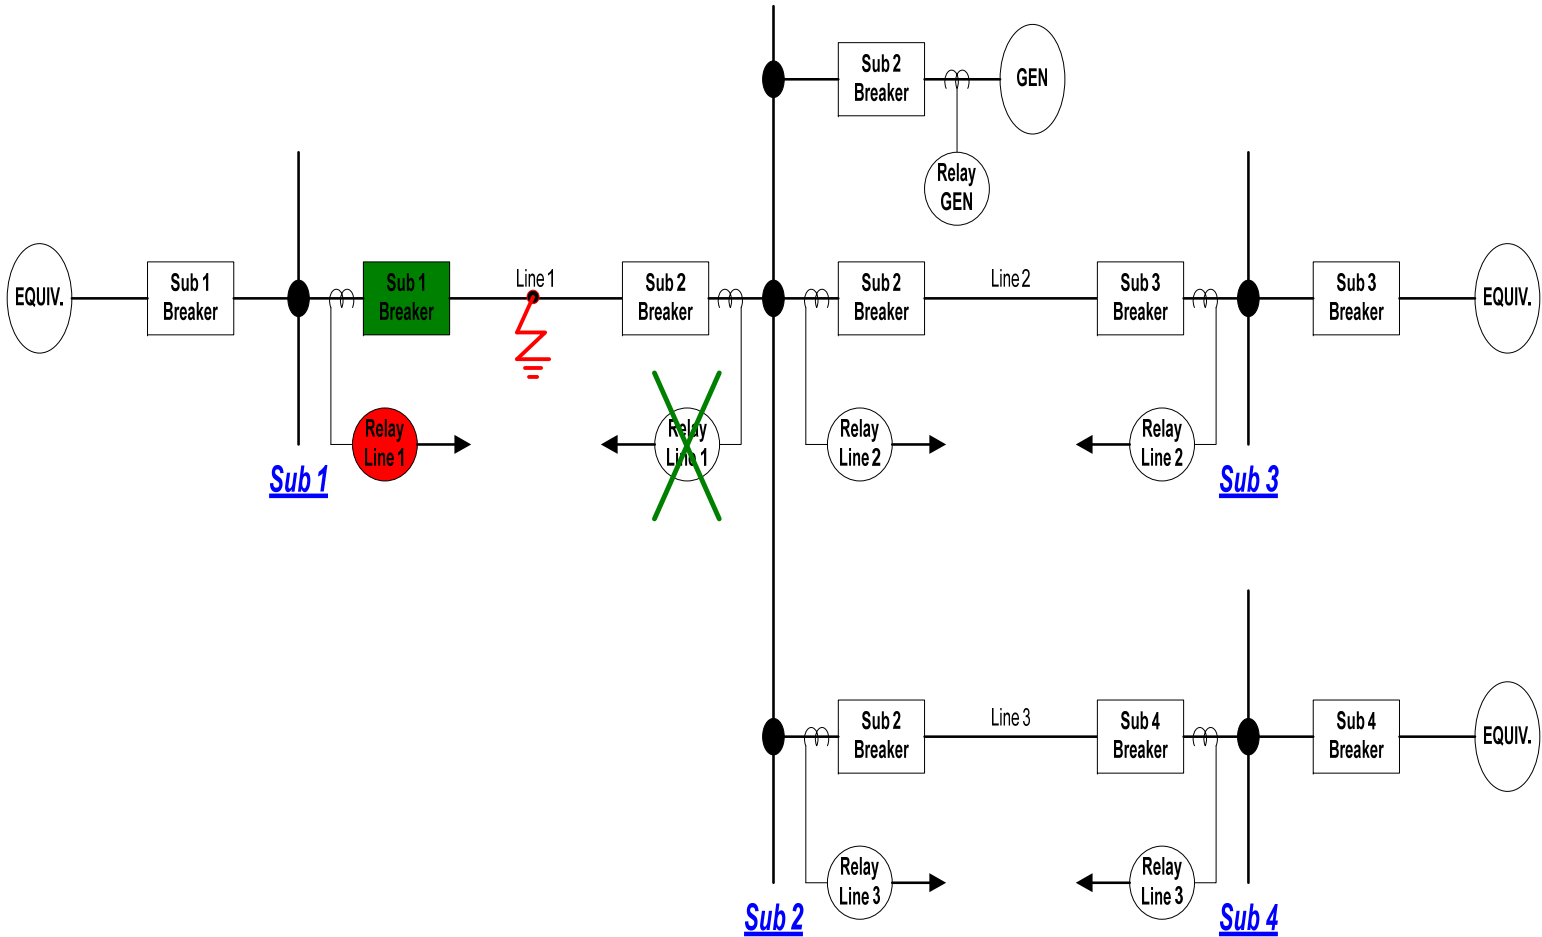 Sub 2
Breaker
GEN
Relay
GEN
EQUIV.
Sub 1
Breaker
Sub 1
Breaker
Line 1
Sub 2
Breaker
Sub 2
Breaker
Line 2
Sub 3
Breaker
Sub 3
Breaker
EQUIV.
Relay
Line 1
Relay
Line 1
Relay
Line 2
Relay
Line 2
Sub 1
Sub 3
Sub 2
Breaker
Line 3
Sub 4
Breaker
Sub 4
Breaker
EQUIV.
Relay
Line 3
Relay
Line 3
Sub 2
Sub 4